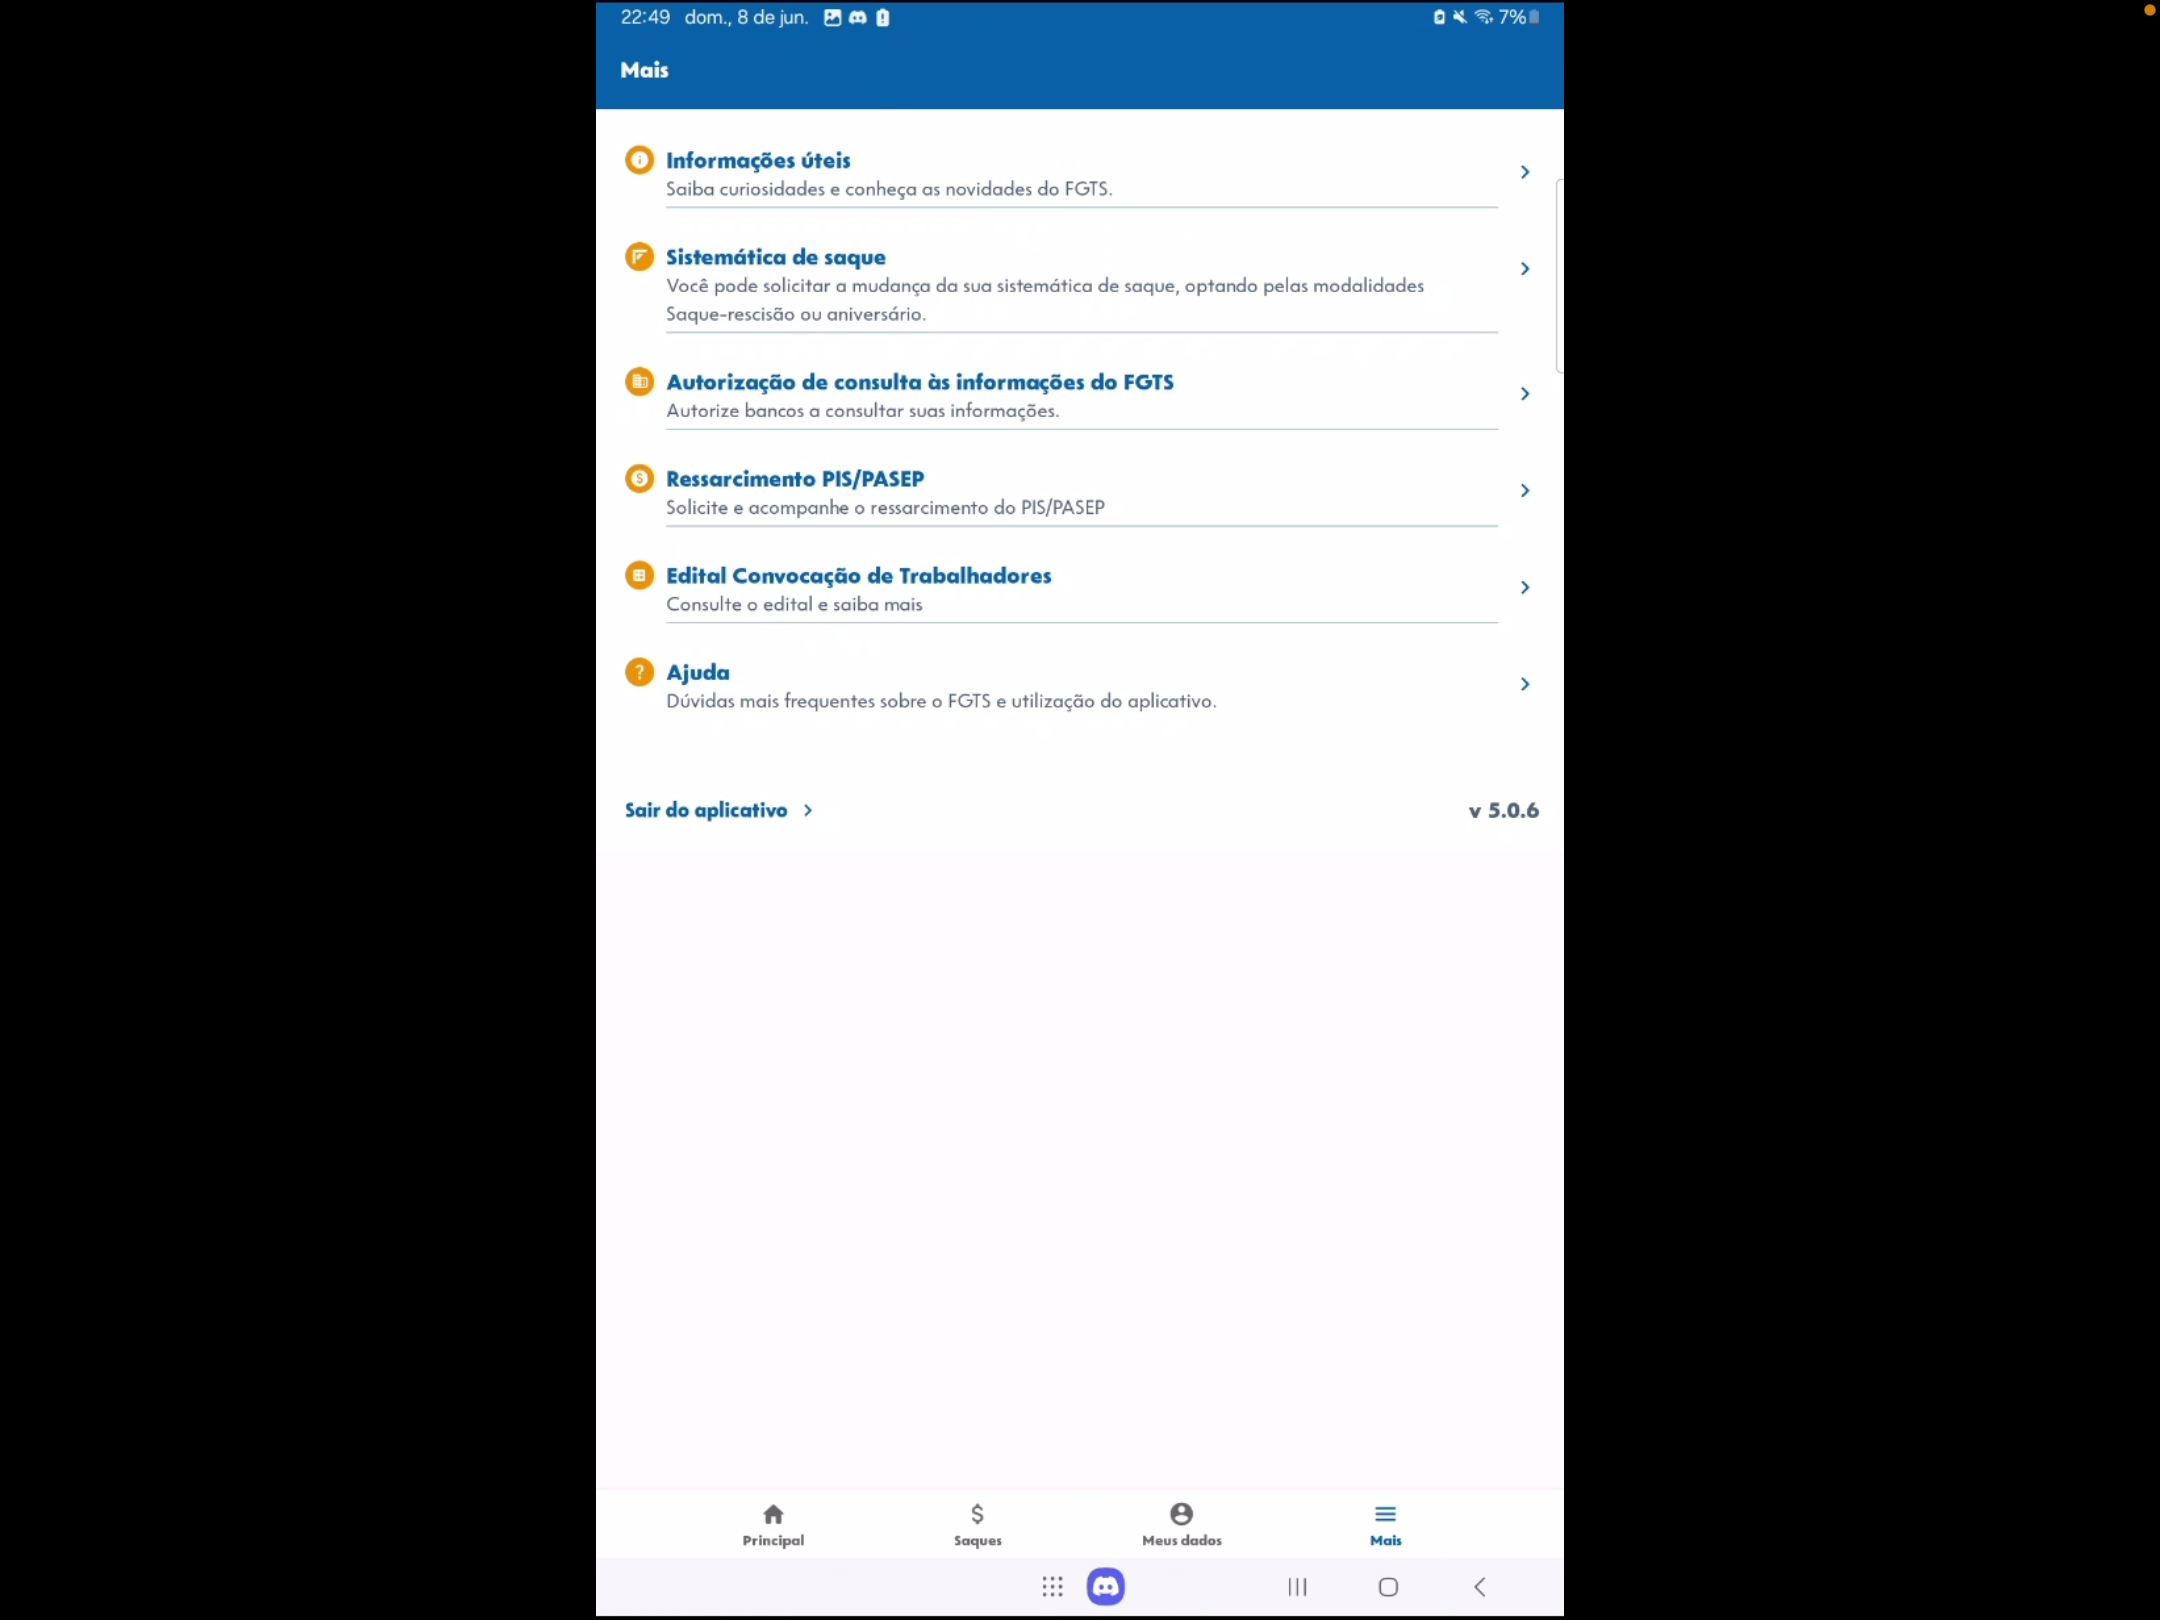 22:49 dom., 8 de jun. 7%
Mais
Informações úteis
Saiba curiosidades e conheça as novidades do FGTS.
Sistemática de saque
Você pode solicitar a mudança da sua sistemática de saque, optando pelas modalidades
Saque-rescisão ou aniversário.
Autorização de consulta às informações do FGTS
Autorize bancos a consultar suas informações.
Ressarcimento PIS/PASEP
Solicite e acompanhe o ressarcimento do PIS/PASEP
Edital Convocação de Trabalhadores
Consulte o edital e saiba mais
Ajuda
Dúvidas mais frequentes sobre o FGTS e utilização do aplicativo.
Sair do aplicativo v 5.0.6
Principal Saques Meus dados Mais